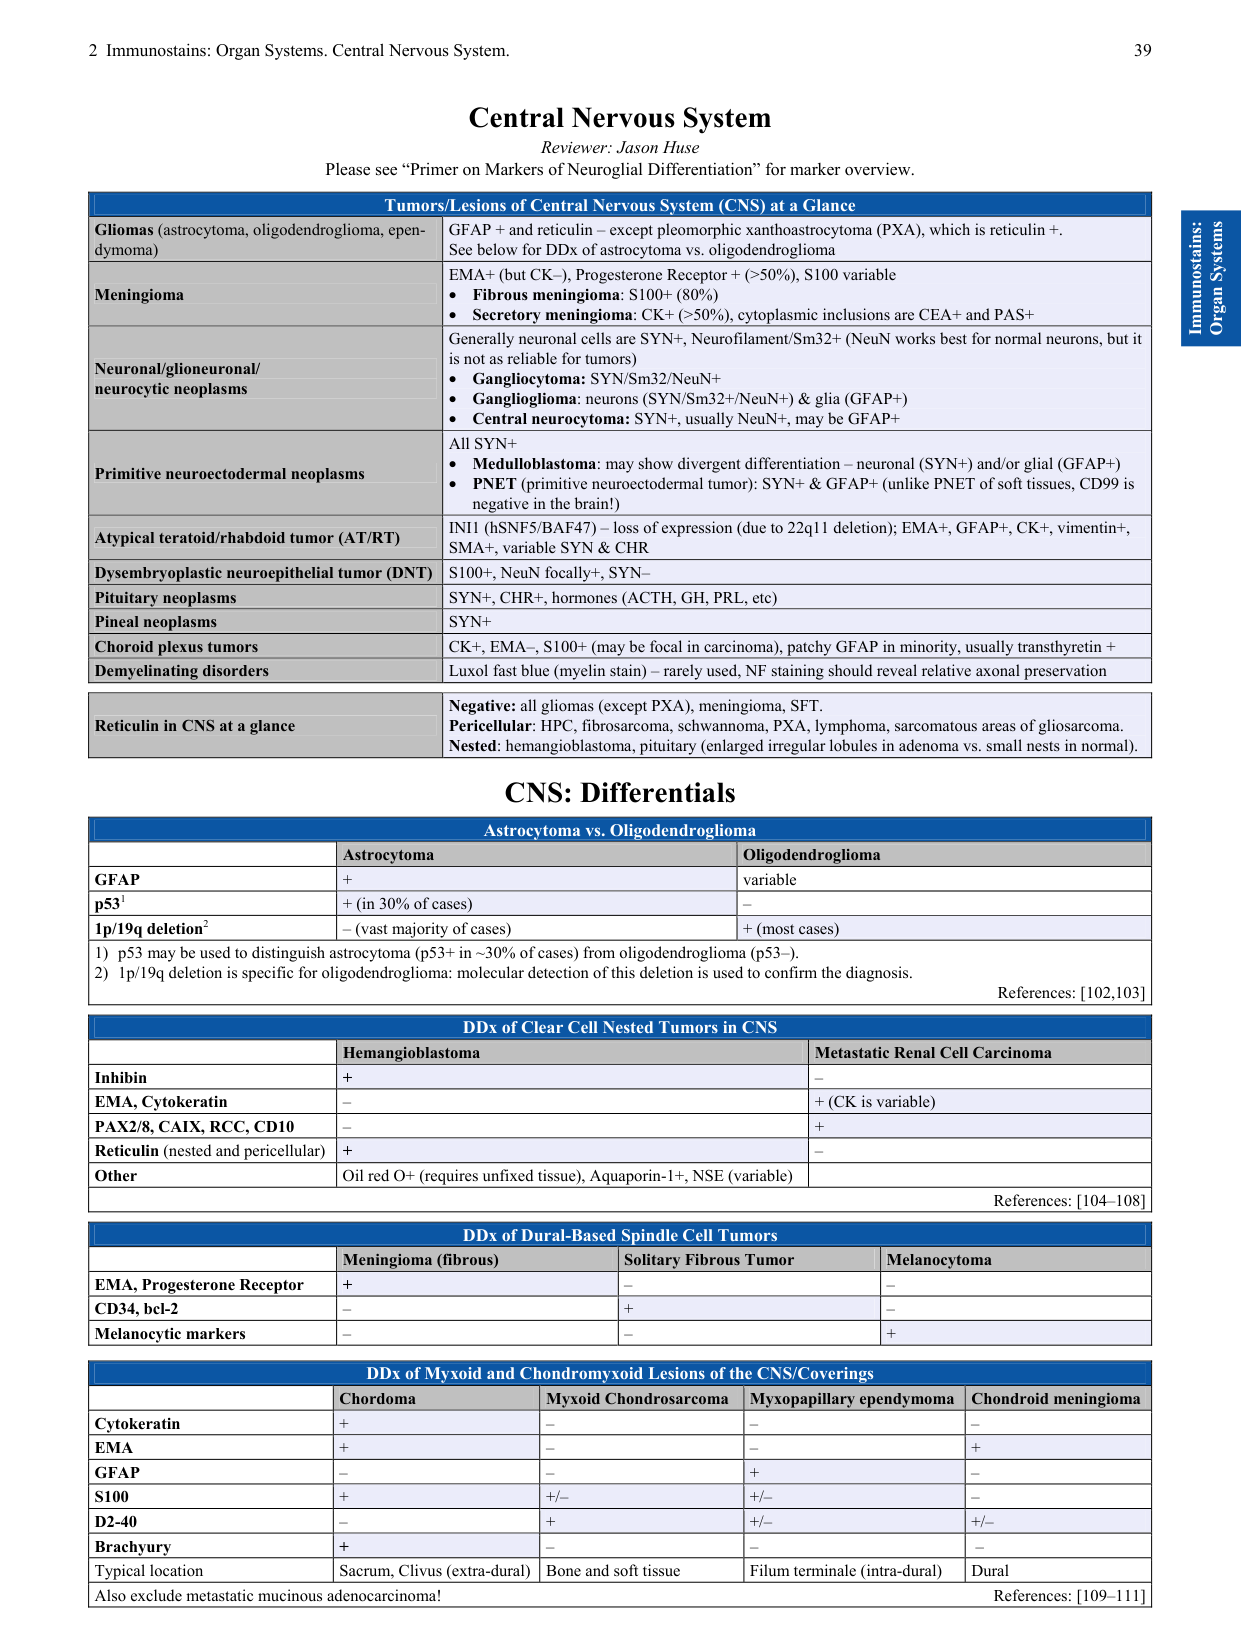 2 Immunostains: Organ Systems. Central Nervous System. 39
Central Nervous System
Reviewer: Jason Huse
Please see “Primer on Markers of Neuroglial Differentiation” for marker overview.
Immunostains:
Organ Systems
Tumors/Lesions of Central Nervous System (CNS) at a Glance
Gliomas (astrocytoma, oligodendroglioma, epen-
dymoma)
GFAP + and reticulin – except pleomorphic xanthoastrocytoma (PXA), which is reticulin +.
See below for DDx of astrocytoma vs. oligodendroglioma
Meningioma
EMA+ (but CK–), Progesterone Receptor + (>50%), S100 variable
• Fibrous meningioma: S100+ (80%)
• Secretory meningioma: CK+ (>50%), cytoplasmic inclusions are CEA+ and PAS+
Neuronal/glioneuronal/
neurocytic neoplasms
Generally neuronal cells are SYN+, Neurofilament/Sm32+ (NeuN works best for normal neurons, but it
is not as reliable for tumors)
• Gangliocytoma: SYN/Sm32/NeuN+
• Ganglioglioma: neurons (SYN/Sm32+/NeuN+) & glia (GFAP+)
• Central neurocytoma: SYN+, usually NeuN+, may be GFAP+
Primitive neuroectodermal neoplasms
All SYN+
• Medulloblastoma: may show divergent differentiation – neuronal (SYN+) and/or glial (GFAP+)
• PNET (primitive neuroectodermal tumor): SYN+ & GFAP+ (unlike PNET of soft tissues, CD99 is
negative in the brain!)
Atypical teratoid/rhabdoid tumor (AT/RT)
INI1 (hSNF5/BAF47) – loss of expression (due to 22q11 deletion); EMA+, GFAP+, CK+, vimentin+,
SMA+, variable SYN & CHR
Dysembryoplastic neuroepithelial tumor (DNT) S100+, NeuN focally+, SYN–
Pituitary neoplasms SYN+, CHR+, hormones (ACTH, GH, PRL, etc)
Pineal neoplasms SYN+
Choroid plexus tumors CK+, EMA–, S100+ (may be focal in carcinoma), patchy GFAP in minority, usually transthyretin +
Demyelinating disorders Luxol fast blue (myelin stain) – rarely used, NF staining should reveal relative axonal preservation
Reticulin in CNS at a glance
Negative: all gliomas (except PXA), meningioma, SFT.
Pericellular: HPC, fibrosarcoma, schwannoma, PXA, lymphoma, sarcomatous areas of gliosarcoma.
Nested: hemangioblastoma, pituitary (enlarged irregular lobules in adenoma vs. small nests in normal).
CNS: Differentials
Astrocytoma vs. Oligodendroglioma
Astrocytoma Oligodendroglioma
GFAP + variable
p53¹ + (in 30% of cases) –
1p/19q deletion² – (vast majority of cases) + (most cases)
1) p53 may be used to distinguish astrocytoma (p53+ in ~30% of cases) from oligodendroglioma (p53–).
2) 1p/19q deletion is specific for oligodendroglioma: molecular detection of this deletion is used to confirm the diagnosis.
References: [102,103]
DDx of Clear Cell Nested Tumors in CNS
Hemangioblastoma Metastatic Renal Cell Carcinoma
Inhibin + –
EMA, Cytokeratin – + (CK is variable)
PAX2/8, CAIX, RCC, CD10 – +
Reticulin (nested and pericellular) + –
Other Oil red O+ (requires unfixed tissue), Aquaporin-1+, NSE (variable)
References: [104–108]
DDx of Dural-Based Spindle Cell Tumors
Meningioma (fibrous) Solitary Fibrous Tumor Melanocytoma
EMA, Progesterone Receptor + – –
CD34, bcl-2 – + –
Melanocytic markers – – +
DDx of Myxoid and Chondromyxoid Lesions of the CNS/Coverings
Chordoma Myxoid Chondrosarcoma Myxopapillary ependymoma Chondroid meningioma
Cytokeratin + – – –
EMA + – – +
GFAP – – + –
S100 + +/– +/– –
D2-40 – + +/– +/–
Brachyury + – – –
Typical location Sacrum, Clivus (extra-dural) Bone and soft tissue Filum terminale (intra-dural) Dural
Also exclude metastatic mucinous adenocarcinoma! References: [109–111]